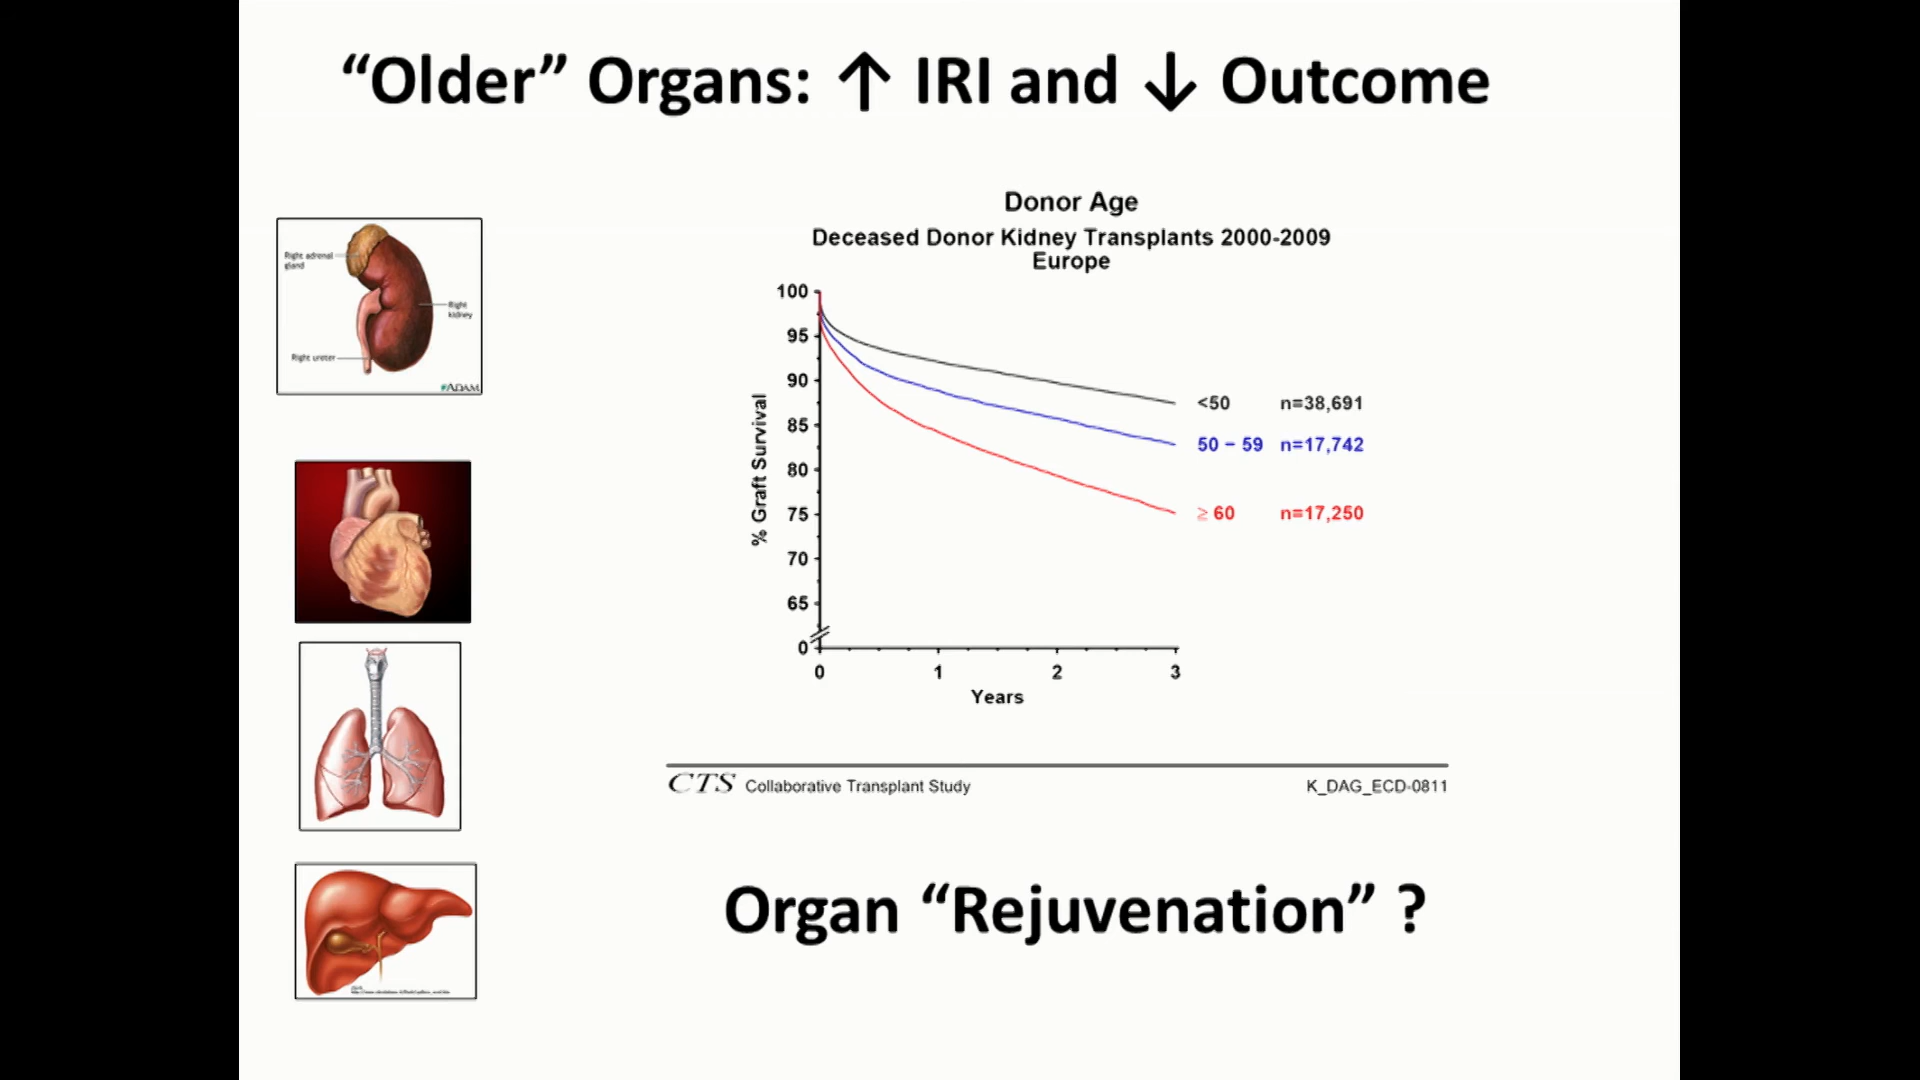 “Older” Organs: ↑ IRI and ↓ Outcome
Right adrenal
gland
Right
kidney
Right ureter
ADAM
Donor Age
Deceased Donor Kidney Transplants 2000-2009
Europe
% Graft Survival
100
95
90
85
80
75
70
65
0
0 1 2 3
Years
<50 n=38,691
50 − 59 n=17,742
≥ 60 n=17,250
CTS Collaborative Transplant Study K_DAG_ECD-0811
Organ “Rejuvenation” ?